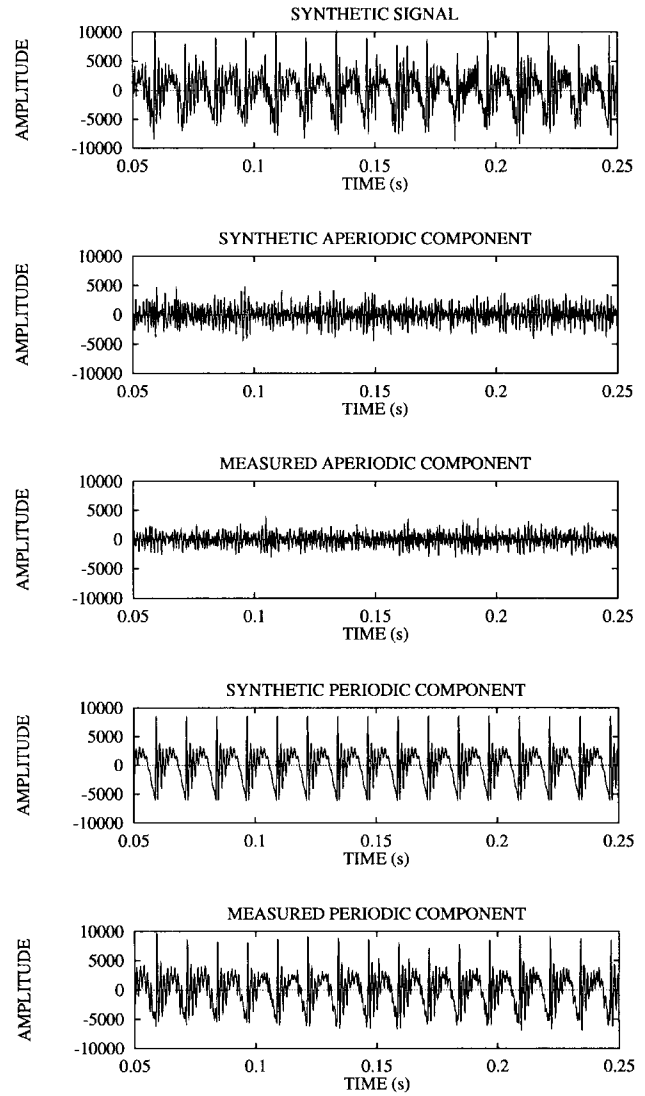 SYNTHETIC SIGNAL
AMPLITUDE
10000
5000
0
-5000
-10000
0.05 0.1 0.15 0.2 0.25
TIME (s)
SYNTHETIC APERIODIC COMPONENT
AMPLITUDE
10000
5000
0
-5000
-10000
0.05 0.1 0.15 0.2 0.25
TIME (s)
MEASURED APERIODIC COMPONENT
AMPLITUDE
10000
5000
0
-5000
-10000
0.05 0.1 0.15 0.2 0.25
TIME (s)
SYNTHETIC PERIODIC COMPONENT
AMPLITUDE
10000
5000
0
-5000
-10000
0.05 0.1 0.15 0.2 0.25
TIME (s)
MEASURED PERIODIC COMPONENT
AMPLITUDE
10000
5000
0
-5000
-10000
0.05 0.1 0.15 0.2 0.25
TIME (s)